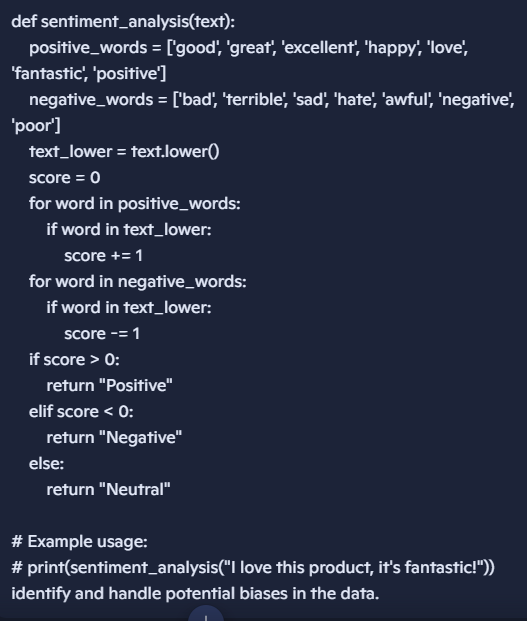 def sentiment_analysis(text):
    positive_words = ['good', 'great', 'excellent', 'happy', 'love',
'fantastic', 'positive']
    negative_words = ['bad', 'terrible', 'sad', 'hate', 'awful', 'negative',
'poor']
    text_lower = text.lower()
    score = 0
    for word in positive_words:
        if word in text_lower:
            score += 1
    for word in negative_words:
        if word in text_lower:
            score -= 1
    if score > 0:
        return "Positive"
    elif score < 0:
        return "Negative"
    else:
        return "Neutral"

# Example usage:
# print(sentiment_analysis("I love this product, it's fantastic!"))
identify and handle potential biases in the data.